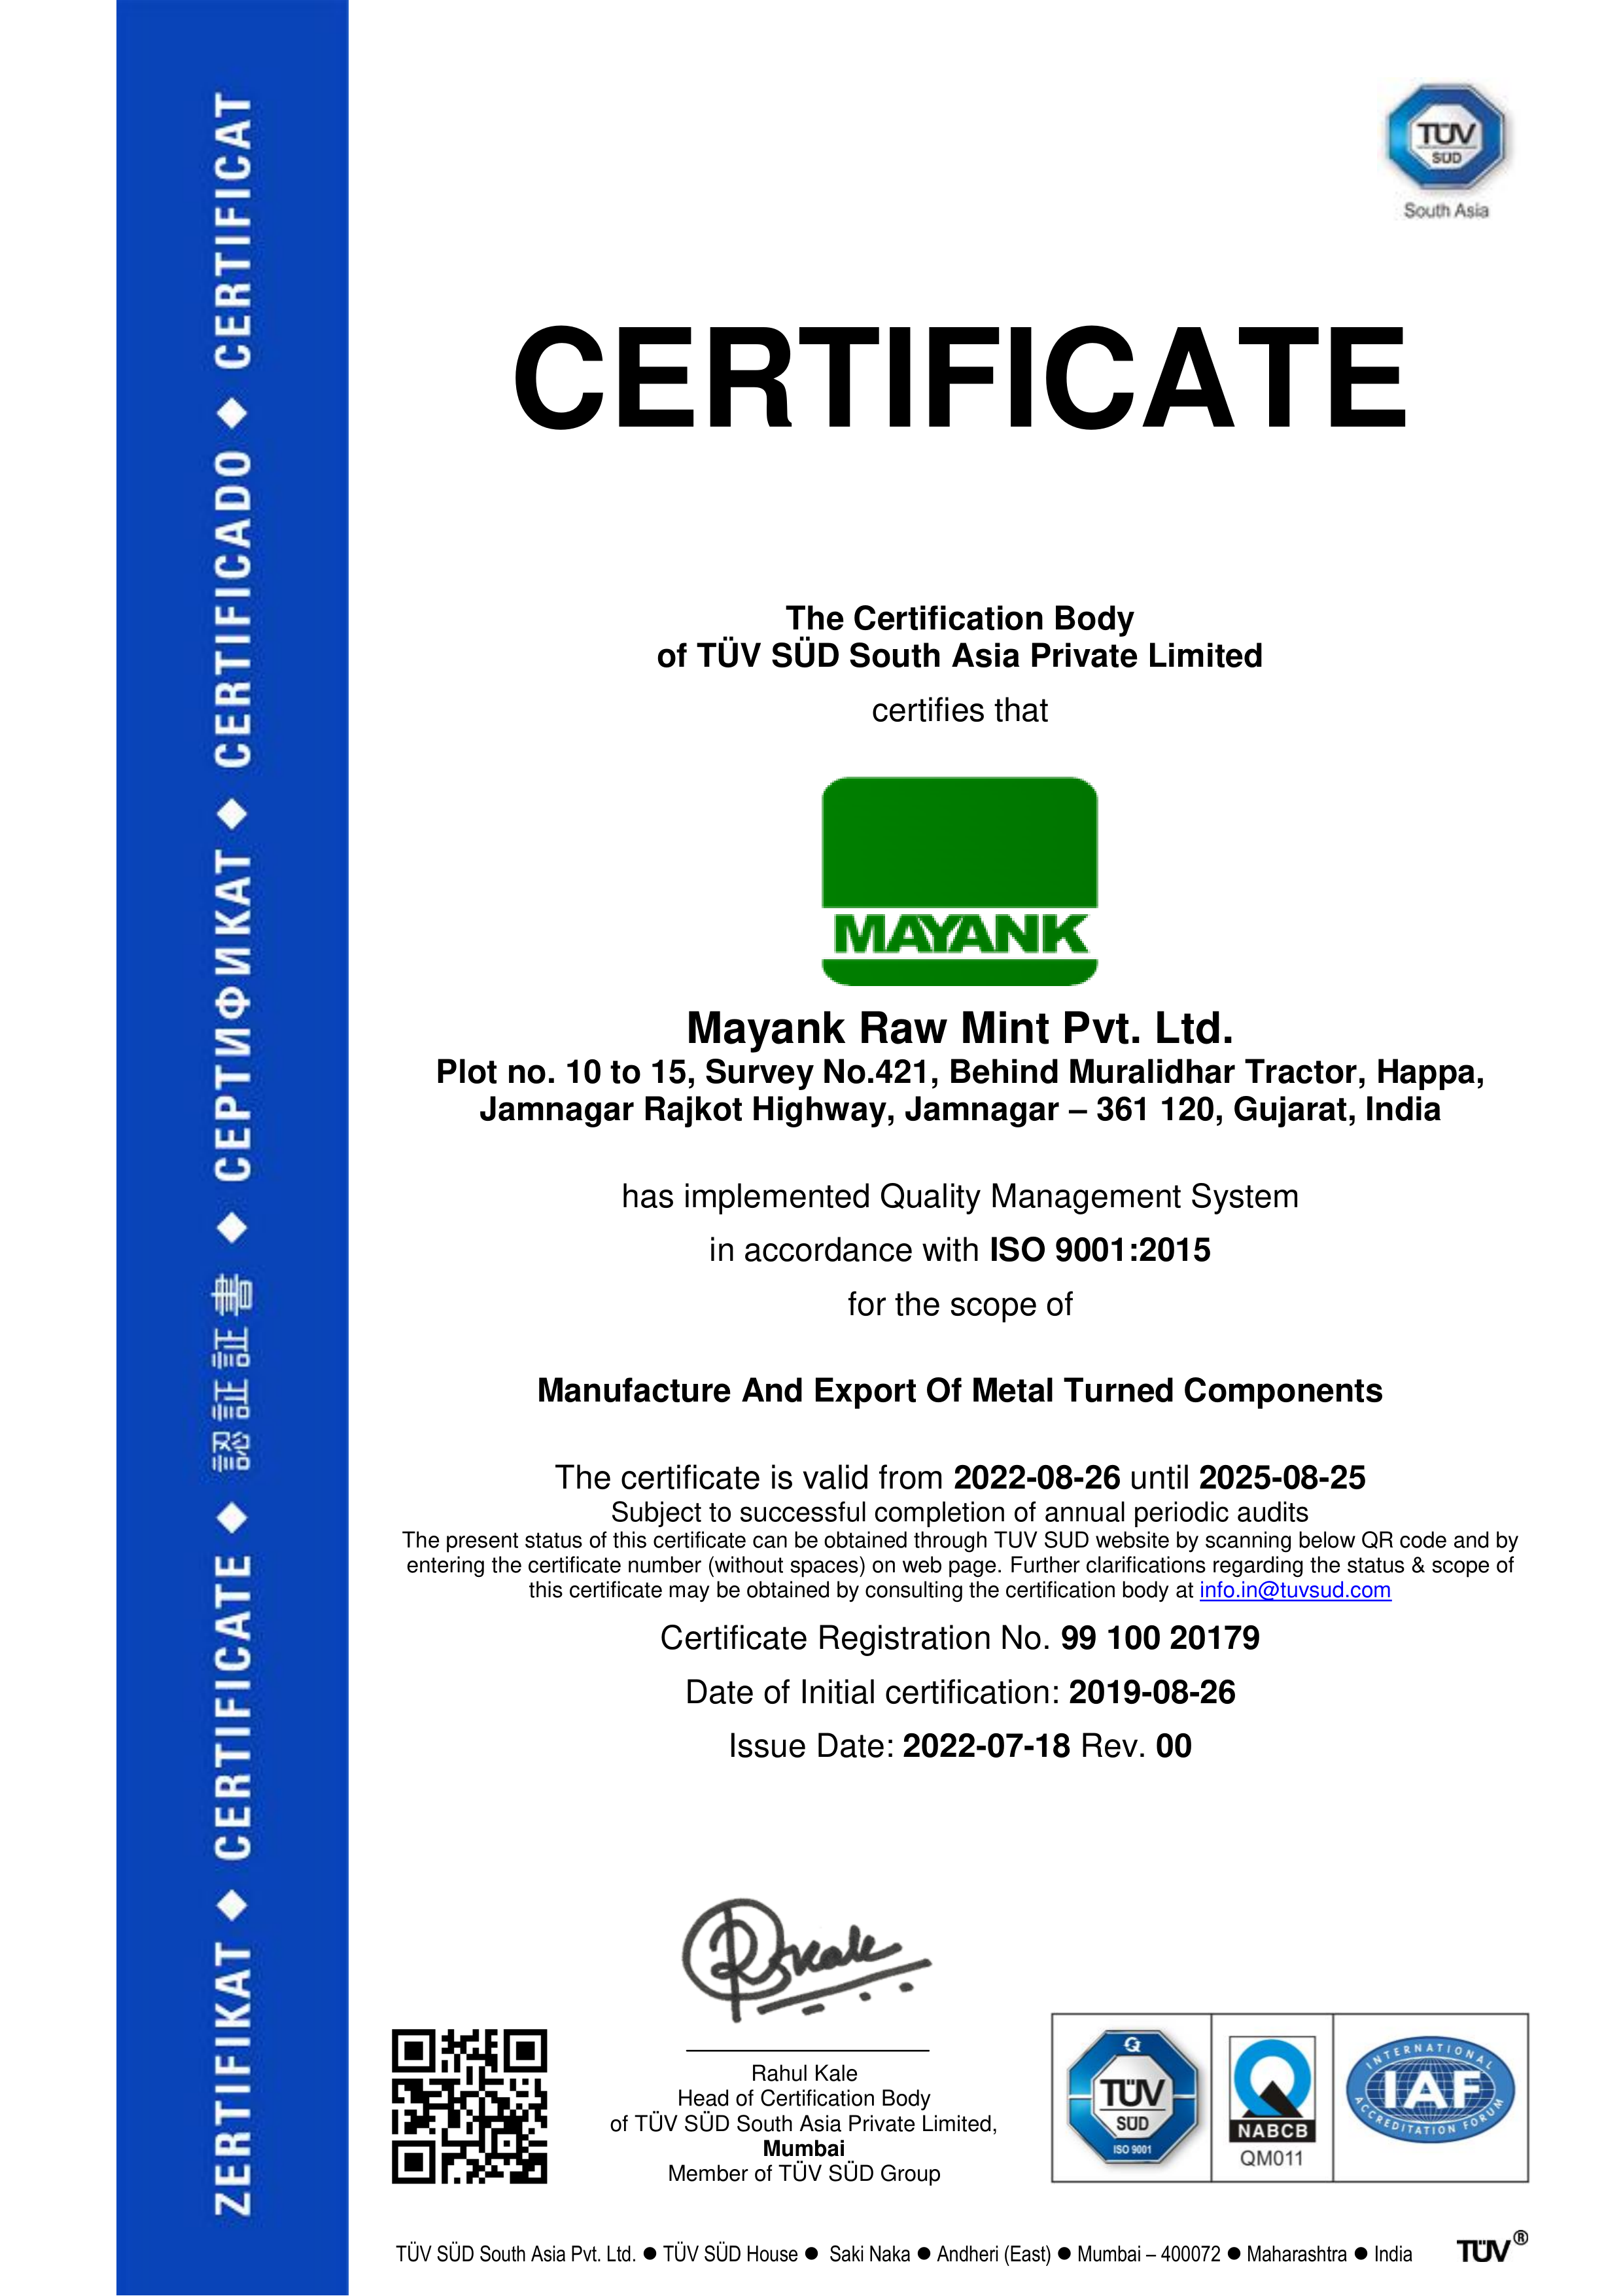 ZERTIFIKAT ◆ CERTIFICATE ◆ 認証証書 ◆ СЕРТИФИКАТ ◆ CERTIFICADO ◆ CERTIFICAT
TÜV
SÜD
South Asia
CERTIFICATE
The Certification Body
of TÜV SÜD South Asia Private Limited
certifies that
MAYANK
Mayank Raw Mint Pvt. Ltd.
Plot no. 10 to 15, Survey No.421, Behind Muralidhar Tractor, Happa,
Jamnagar Rajkot Highway, Jamnagar – 361 120, Gujarat, India
has implemented Quality Management System
in accordance with ISO 9001:2015
for the scope of
Manufacture And Export Of Metal Turned Components
The certificate is valid from 2022-08-26 until 2025-08-25
Subject to successful completion of annual periodic audits
The present status of this certificate can be obtained through TUV SUD website by scanning below QR code and by
entering the certificate number (without spaces) on web page. Further clarifications regarding the status & scope of
this certificate may be obtained by consulting the certification body at info.in@tuvsud.com
Certificate Registration No. 99 100 20179
Date of Initial certification: 2019-08-26
Issue Date: 2022-07-18 Rev. 00
RsKale
Rahul Kale
Head of Certification Body
of TÜV SÜD South Asia Private Limited,
Mumbai
Member of TÜV SÜD Group
Q
TÜV
SÜD
ISO 9001
NABCB
QM011
INTERNATIONAL
IAF
ACCREDITATION FORUM
TÜV SÜD South Asia Pvt. Ltd. ● TÜV SÜD House ● Saki Naka ● Andheri (East) ● Mumbai – 400072 ● Maharashtra ● India
TÜV®